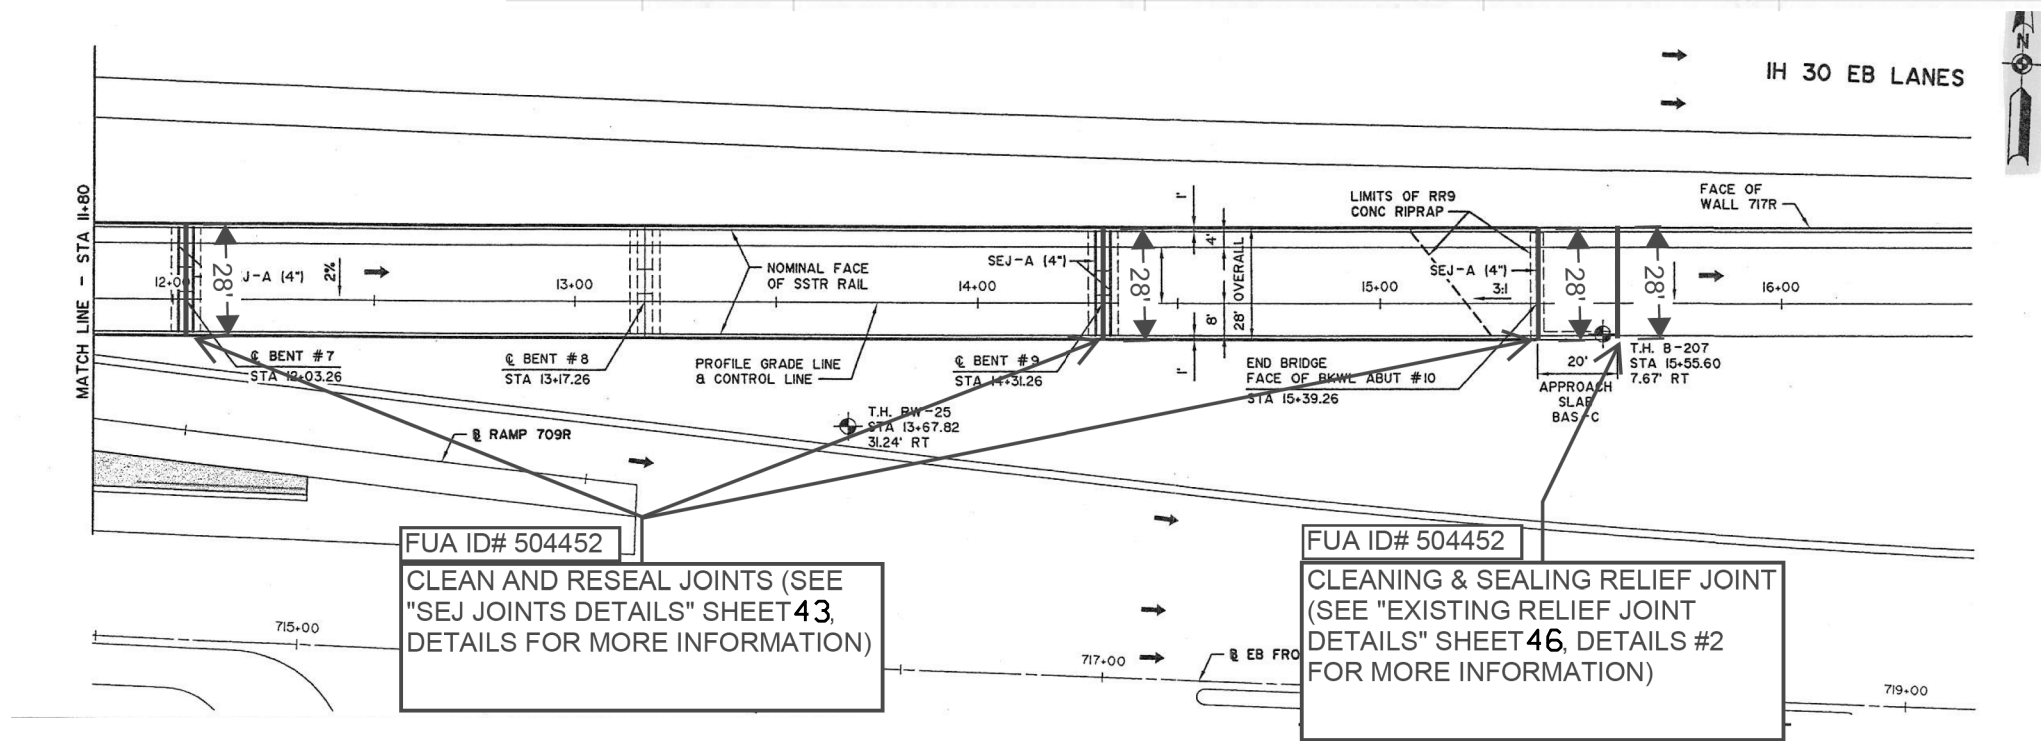 IH 30 EB LANES
N
MATCH LINE - STA 11+80
LIMITS OF RR9
CONC RIPRAP
FACE OF
WALL 717R
1'
4'
28' OVERALL
8'
1'
12+00
28'
J-A (4")
2%
13+00
NOMINAL FACE
OF SSTR RAIL
SEJ-A (4")
14+00
28'
15+00
SEJ-A (4")
3:1
28'
28'
16+00
℄ BENT #7
STA 12+03.26
℄ BENT #8
STA 13+17.26
PROFILE GRADE LINE
& CONTROL LINE
℄ BENT #9
STA 14+31.26
END BRIDGE
FACE OF BKWL ABUT #10
STA 15+39.26
20'
APPROACH
SLAB
BAS-C
T.H. B-207
STA 15+55.60
7.67' RT
T.H. RW-25
STA 13+67.82
31.24' RT
RAMP 709R
FUA ID# 504452
CLEAN AND RESEAL JOINTS (SEE
"SEJ JOINTS DETAILS" SHEET 43,
DETAILS FOR MORE INFORMATION)
FUA ID# 504452
CLEANING & SEALING RELIEF JOINT
(SEE "EXISTING RELIEF JOINT
DETAILS" SHEET 46, DETAILS #2
FOR MORE INFORMATION)
715+00
717+00
EB FRO
719+00